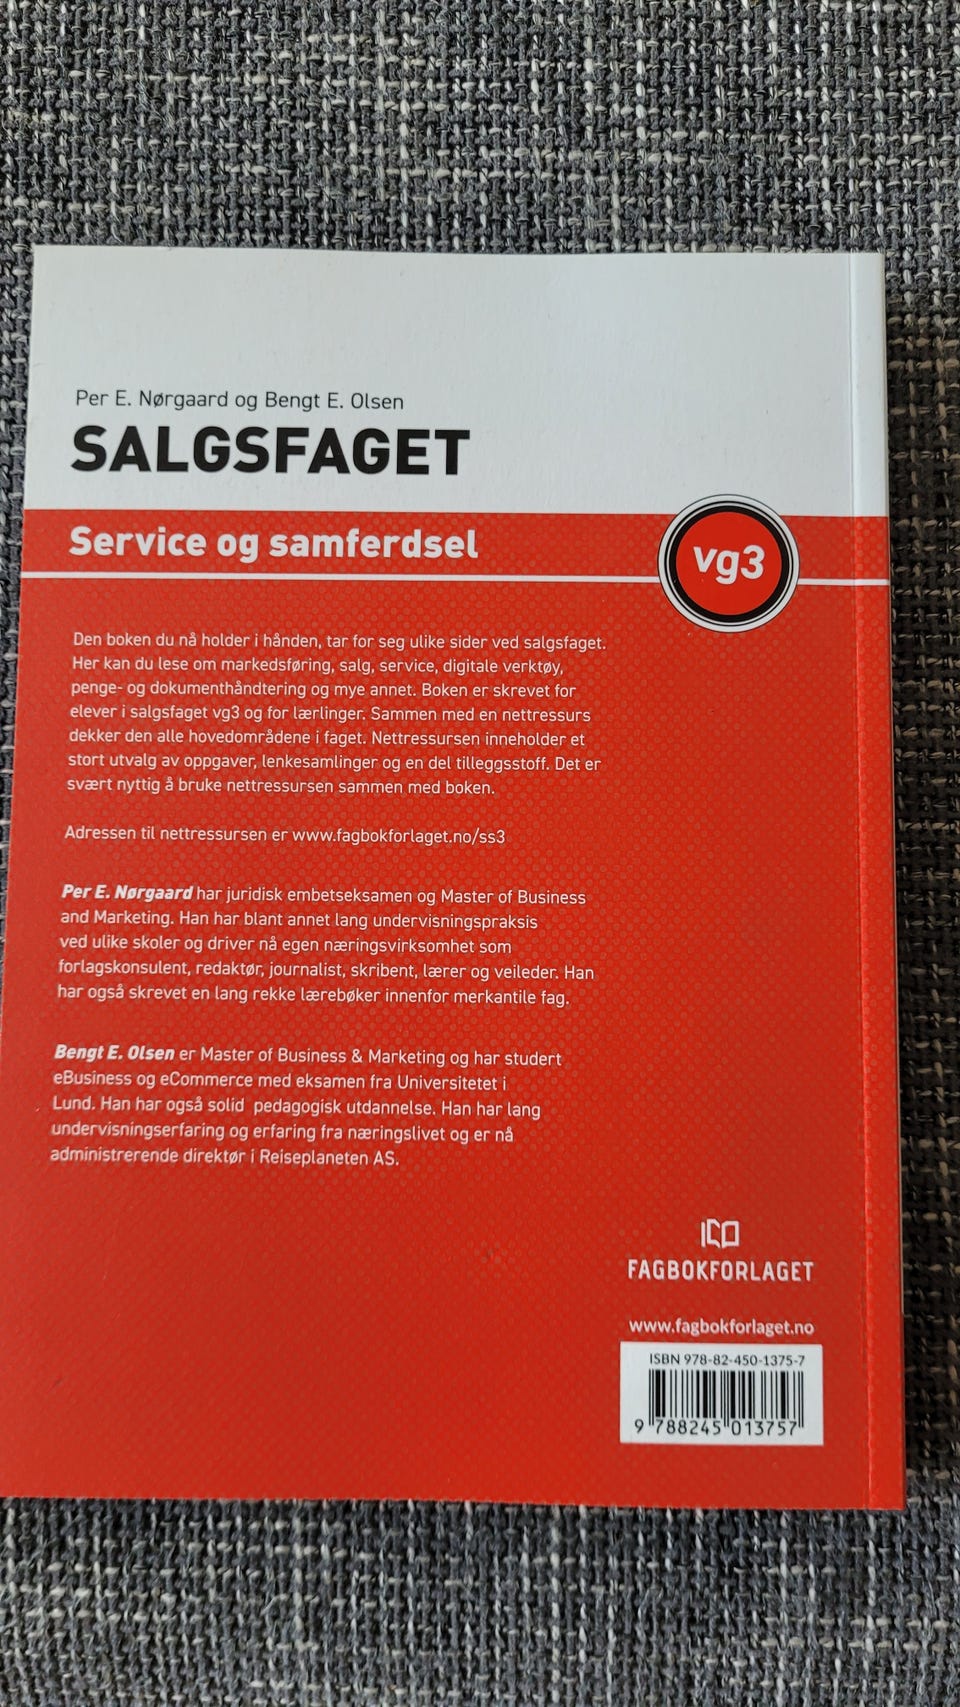 Per E. Nørgaard og Bengt E. Olsen
SALGSFAGET
Service og samferdsel
vg3
Den boken du nå holder i hånden, tar for seg ulike sider ved salgsfaget.
Her kan du lese om markedsføring, salg, service, digitale verktøy,
penge- og dokumenthåndtering og mye annet. Boken er skrevet for
elever i salgsfaget vg3 og for lærlinger. Sammen med en nettressurs
dekker den alle hovedområdene i faget. Nettressursen inneholder et
stort utvalg av oppgaver, lenkesamlinger og en del tilleggsstoff. Det er
svært nyttig å bruke nettressursen sammen med boken.
Adressen til nettressursen er www.fagbokforlaget.no/ss3
Per E. Nørgaard har juridisk embetseksamen og Master of Business
and Marketing. Han har blant annet lang undervisningspraksis
ved ulike skoler og driver nå egen næringsvirksomhet som
forlagskonsulent, redaktør, journalist, skribent, lærer og veileder. Han
har også skrevet en lang rekke lærebøker innenfor merkantile fag.
Bengt E. Olsen er Master of Business & Marketing og har studert
eBusiness og eCommerce med eksamen fra Universitetet i
Lund. Han har også solid pedagogisk utdannelse. Han har lang
undervisningserfaring og erfaring fra næringslivet og er nå
administrerende direktør i Reiseplaneten AS.
FAGBOKFORLAGET
www.fagbokforlaget.no
ISBN 978-82-450-1375-7
9 788245 013757